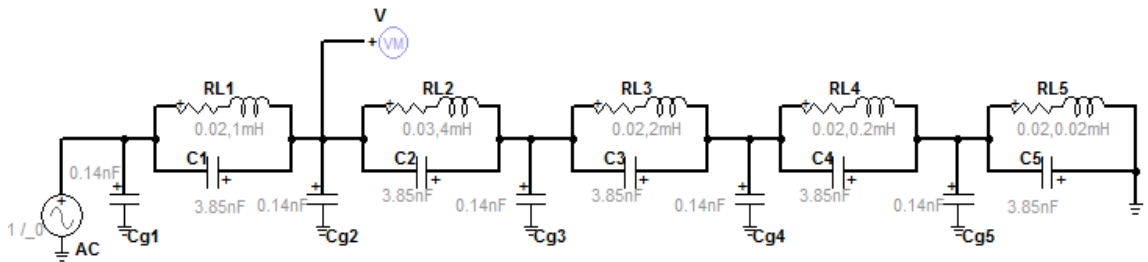 V
+ VM
RL1 RL2 RL3 RL4 RL5
+ + + + +
0.02,1mH 0.03,4mH 0.02,2mH 0.02,0.2mH 0.02,0.02mH
C1 C2 C3 C4 C5
+ + + + +
0.14nF 3.85nF 0.14nF 3.85nF 0.14nF 3.85nF 0.14nF 3.85nF 0.14nF 3.85nF
+ + + + + +
1 /_0 AC Cg1 Cg2 Cg3 Cg4 Cg5